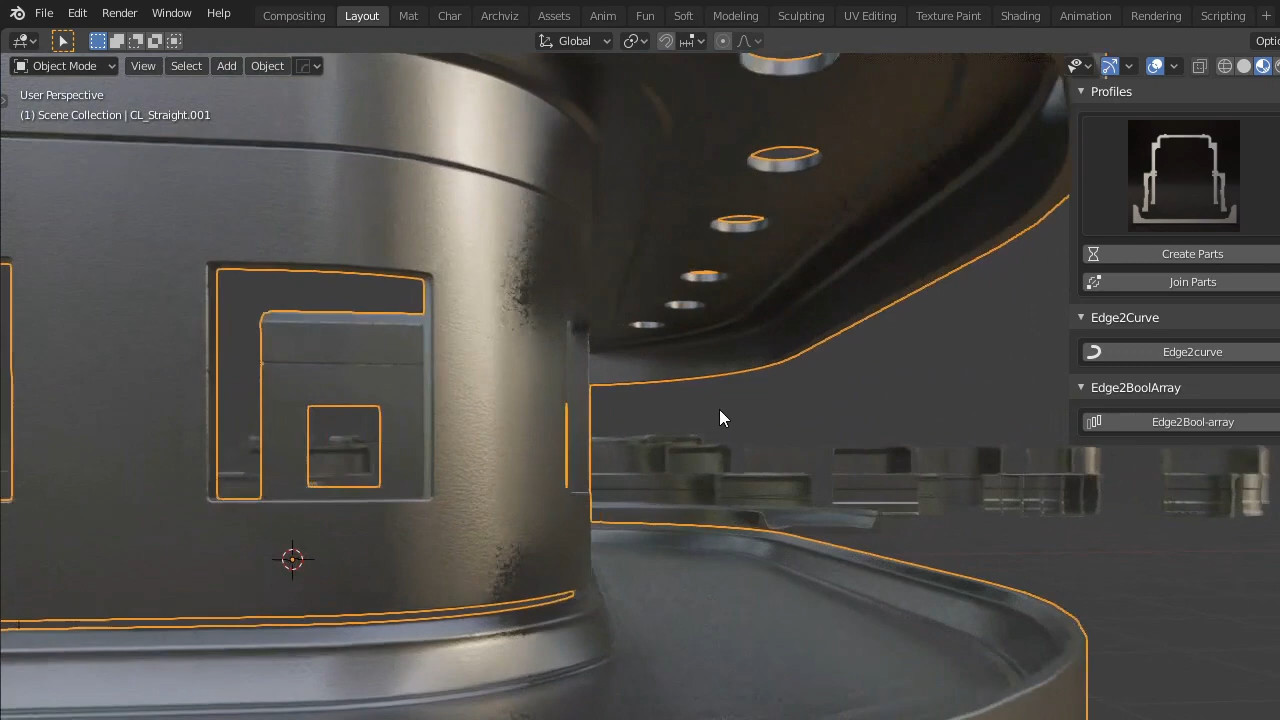 File Edit Render Window Help Compositing Layout Mat Char Archviz Assets Anim Fun Soft Modeling Sculpting UV Editing Texture Paint Shading Animation Rendering Scripting +
Global
Object Mode View Select Add Object
User Perspective
(1) Scene Collection | CL_Straight.001
Profiles
Create Parts
Join Parts
Edge2Curve
Edge2curve
Edge2BoolArray
Edge2Bool-array